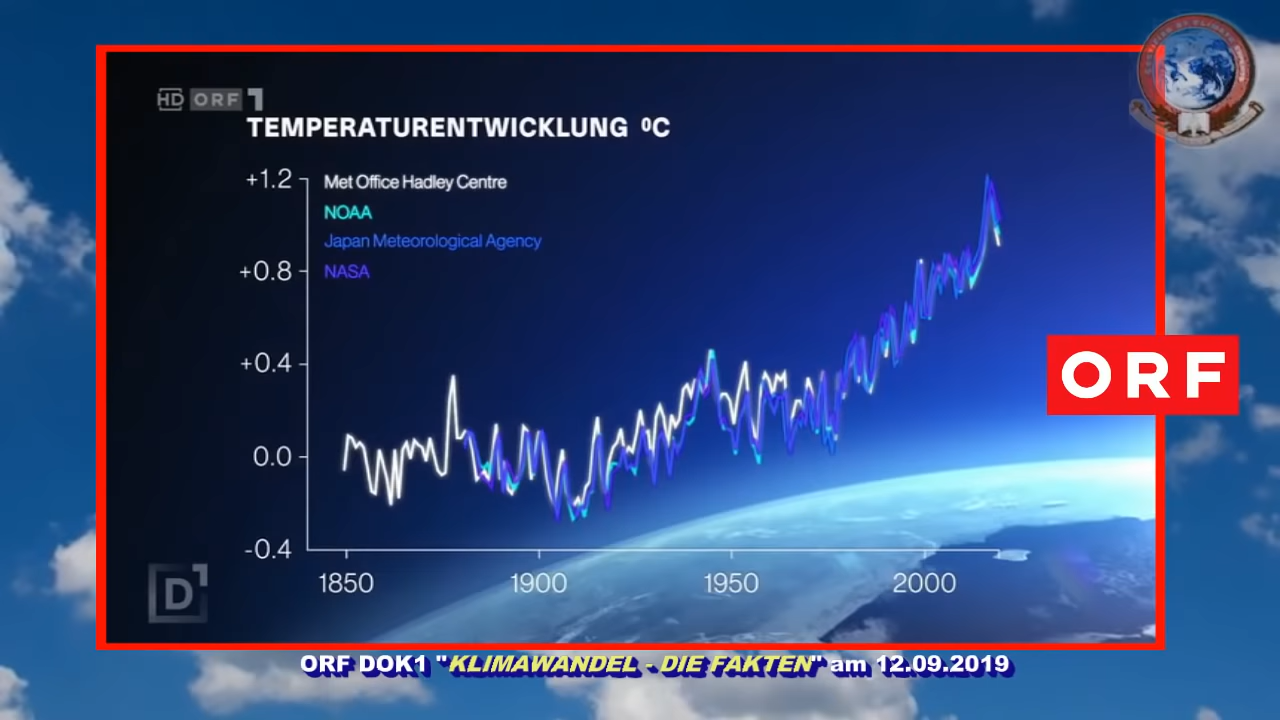 HD ORF 1
TEMPERATURENTWICKLUNG ⁰C
+1.2
Met Office Hadley Centre
NOAA
Japan Meteorological Agency
+0.8
NASA
+0.4
ORF
0.0
-0.4
1850 1900 1950 2000
D
ORF DOK1 "KLIMAWANDEL - DIE FAKTEN" am 12.09.2019